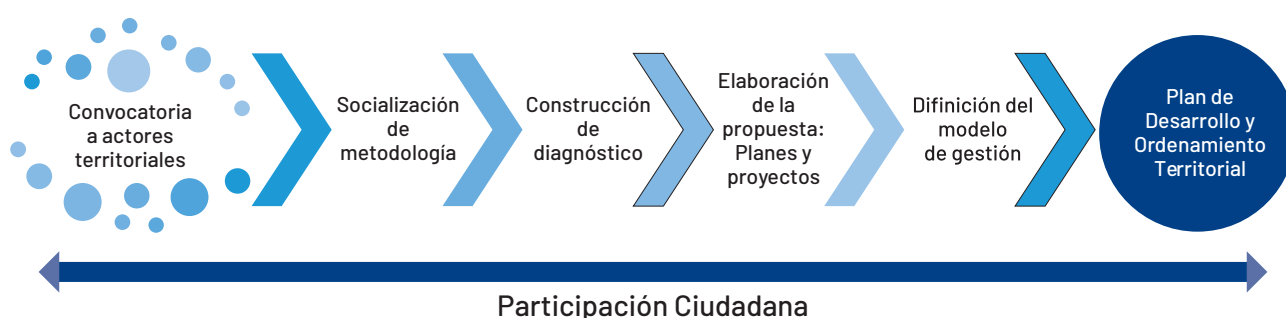 Convocatoria
a actores
territoriales
Socialización
de
metodología
Construcción
de
diagnóstico
Elaboración
de la
propuesta:
Planes y
proyectos
Difinición del
modelo
de gestión
Plan de
Desarrollo y
Ordenamiento
Territorial
Participación Ciudadana